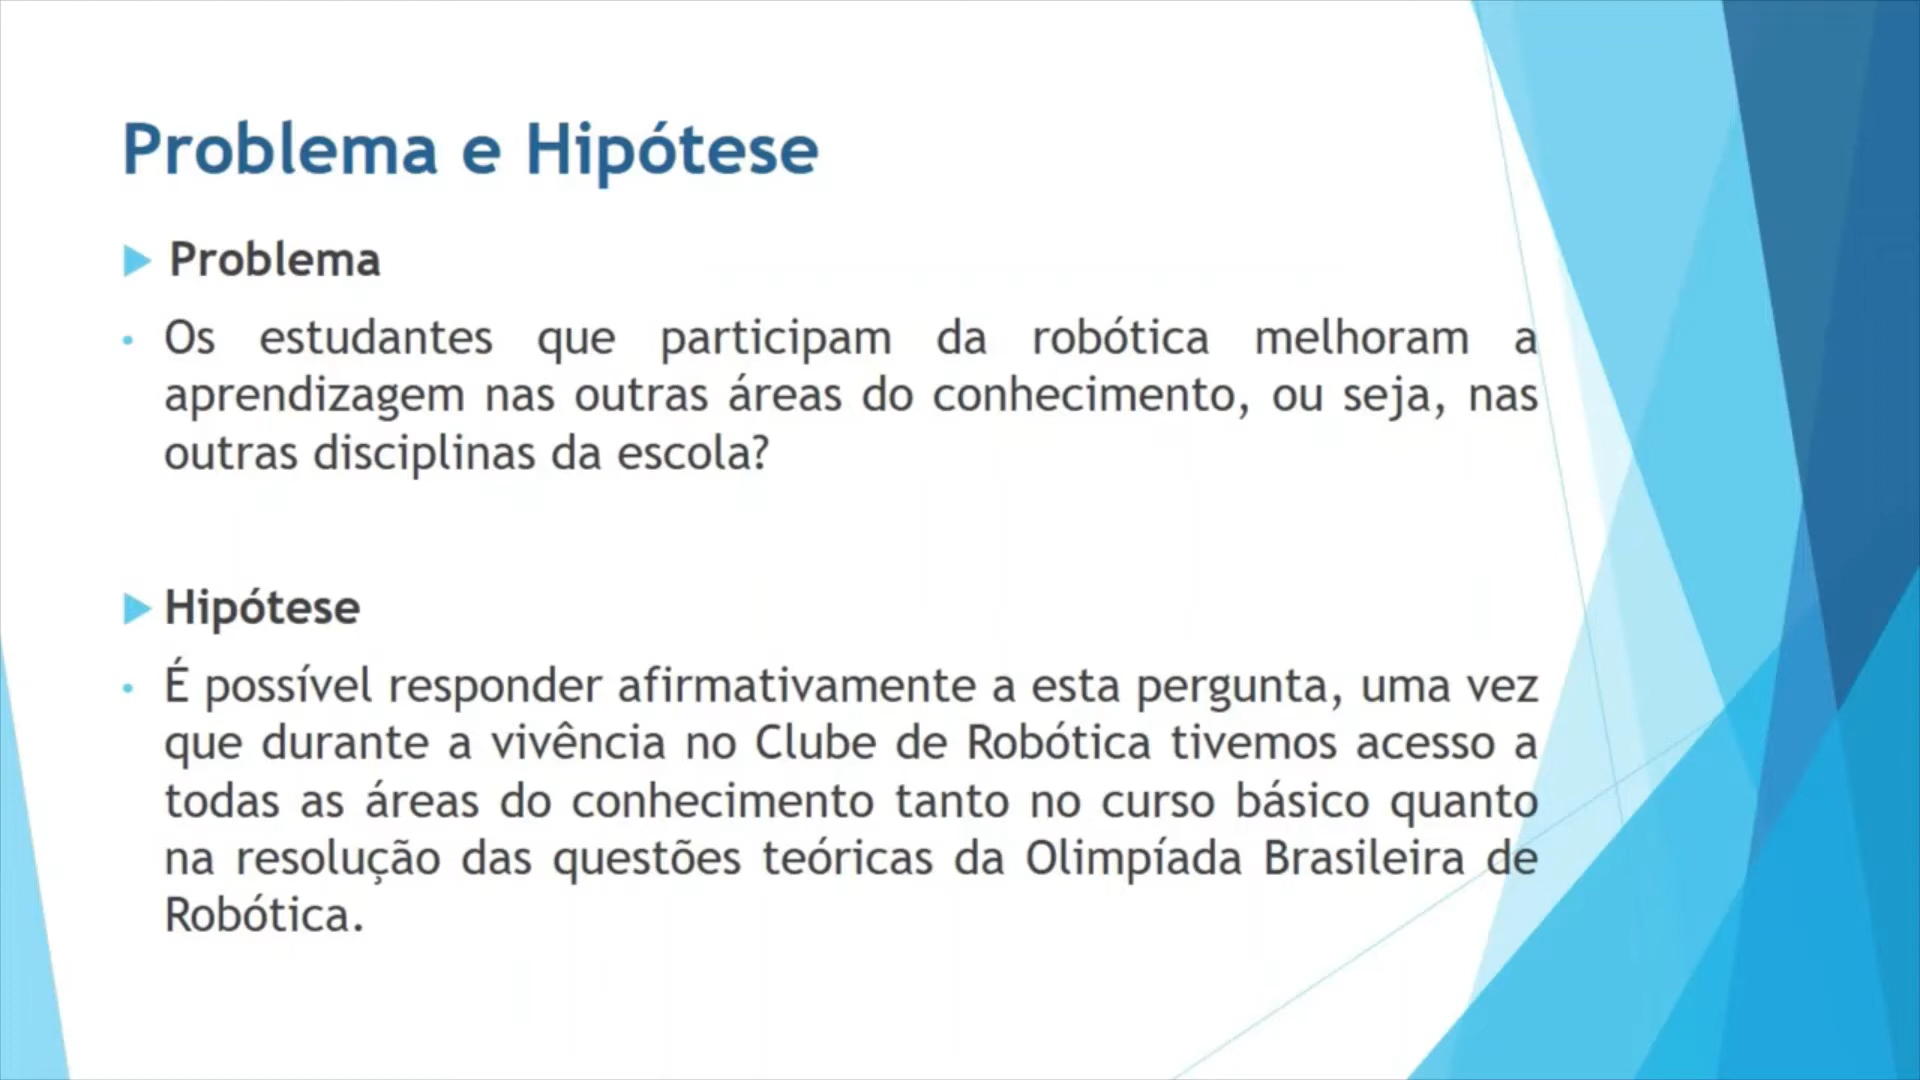 Problema e Hipótese
Problema
Os estudantes que participam da robótica melhoram a
aprendizagem nas outras áreas do conhecimento, ou seja, nas
outras disciplinas da escola?
Hipótese
É possível responder afirmativamente a esta pergunta, uma vez
que durante a vivência no Clube de Robótica tivemos acesso a
todas as áreas do conhecimento tanto no curso básico quanto
na resolução das questões teóricas da Olimpíada Brasileira de
Robótica.